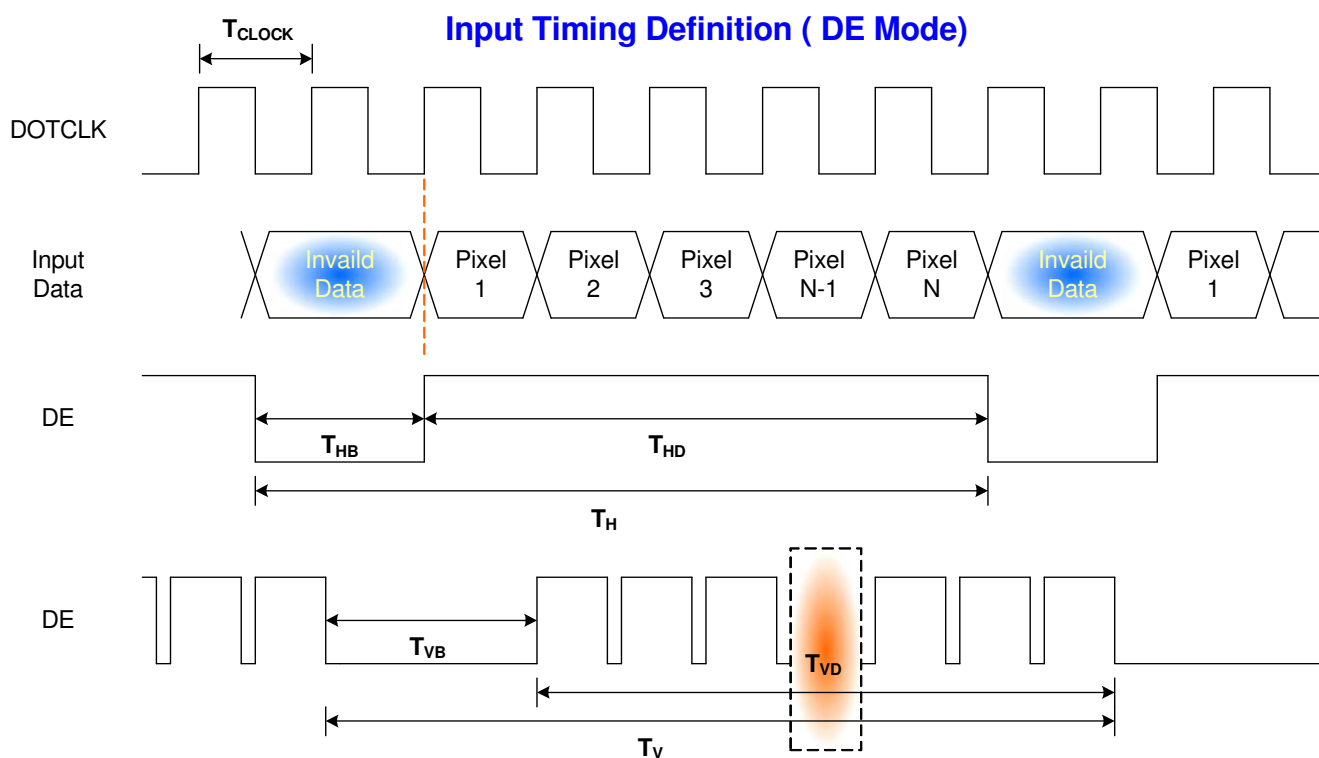 Input Timing Definition ( DE Mode)
TCLOCK
DOTCLK
Input
Data
Invaild
Data
Pixel
1
Pixel
2
Pixel
3
Pixel
N-1
Pixel
N
Invaild
Data
Pixel
1
DE
THB
THD
TH
DE
TVB
TVD
TV